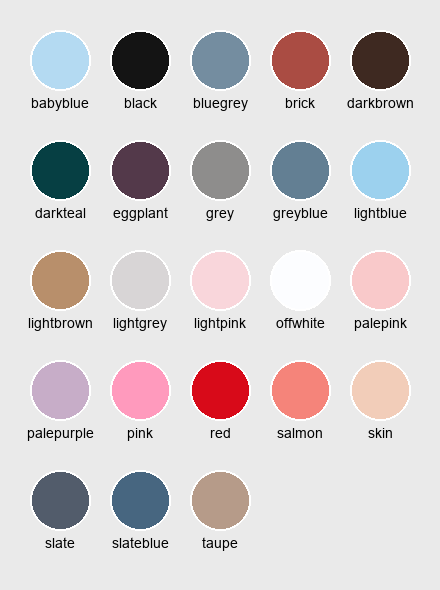 babyblue black bluegrey brick darkbrown
darkteal eggplant grey greyblue lightblue
lightbrown lightgrey lightpink offwhite palepink
palepurple pink red salmon skin
slate slateblue taupe